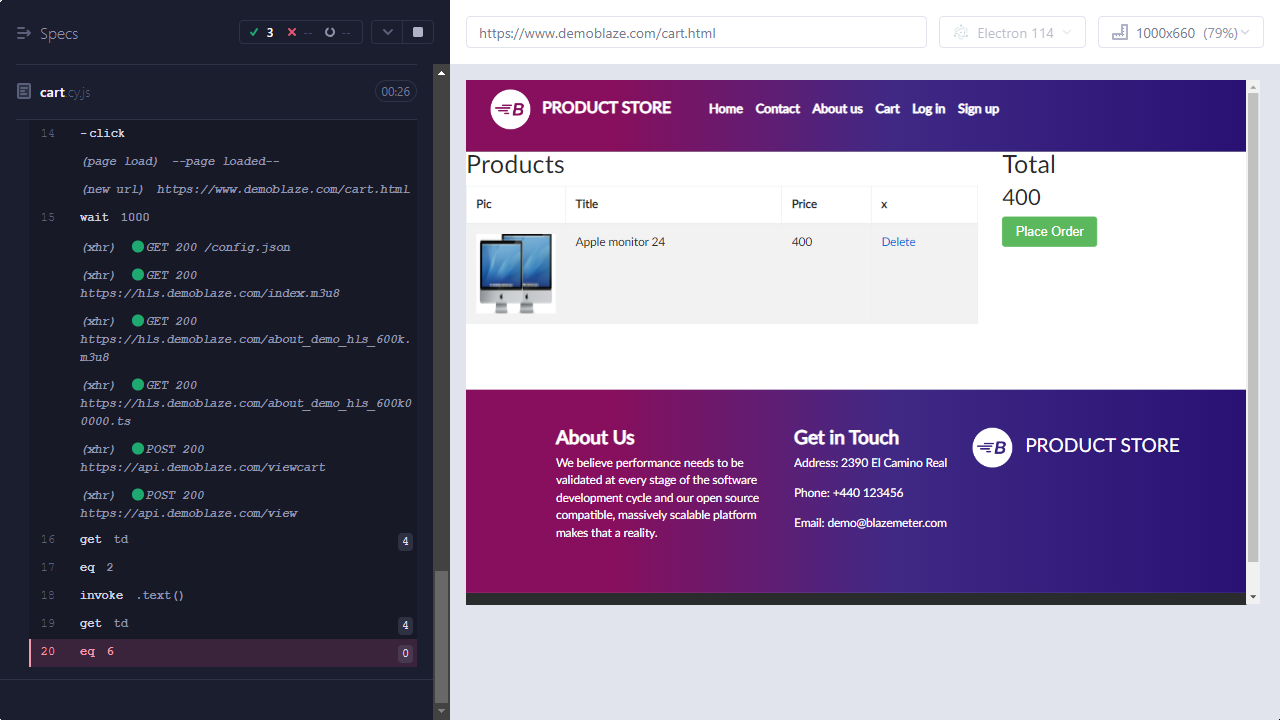 Specs
3
--
--
cart.cy.js
00:26
14 -click
(page load) --page loaded--
(new url) https://www.demoblaze.com/cart.html
15 wait 1000
(xhr) GET 200 /config.json
(xhr) GET 200
https://hls.demoblaze.com/index.m3u8
(xhr) GET 200
https://hls.demoblaze.com/about_demo_hls_600k.
m3u8
(xhr) GET 200
https://hls.demoblaze.com/about_demo_hls_600k0
0000.ts
(xhr) POST 200
https://api.demoblaze.com/viewcart
(xhr) POST 200
https://api.demoblaze.com/view
16 get td 4
17 eq 2
18 invoke .text()
19 get td 4
20 eq 6 0
https://www.demoblaze.com/cart.html
Electron 114
1000x660 (79%)
B PRODUCT STORE
Home Contact About us Cart Log in Sign up
Products
Pic Title Price x
Apple monitor 24 400 Delete
Total
400
Place Order
About Us
We believe performance needs to be
validated at every stage of the software
development cycle and our open source
compatible, massively scalable platform
makes that a reality.
Get in Touch
Address: 2390 El Camino Real
Phone: +440 123456
Email: demo@blazemeter.com
B PRODUCT STORE